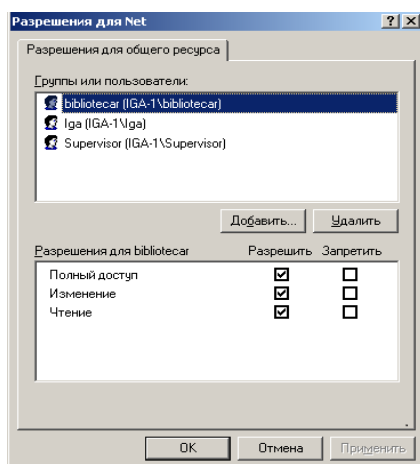 Разрешения для Net
Разрешения для общего ресурса
Группы или пользователи:
bibliotecar (IGA-1\bibliotecar)
Iga (IGA-1\Iga)
Supervisor (IGA-1\Supervisor)
Добавить... Удалить
Разрешения для bibliotecar Разрешить Запретить
Полный доступ
Изменение
Чтение
OK Отмена Применить